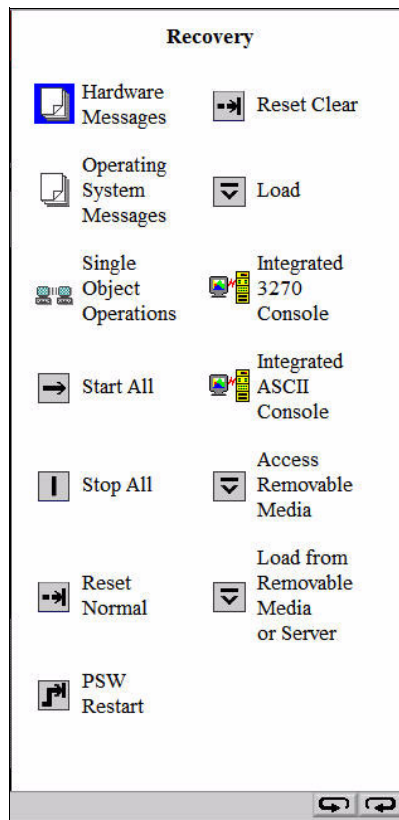 Recovery
Hardware
Messages
Reset Clear
Operating
System
Messages
Load
Single
Object
Operations
Integrated
3270
Console
Start All
Integrated
ASCII
Console
Stop All
Access
Removable
Media
Reset
Normal
Load from
Removable
Media
or Server
PSW
Restart